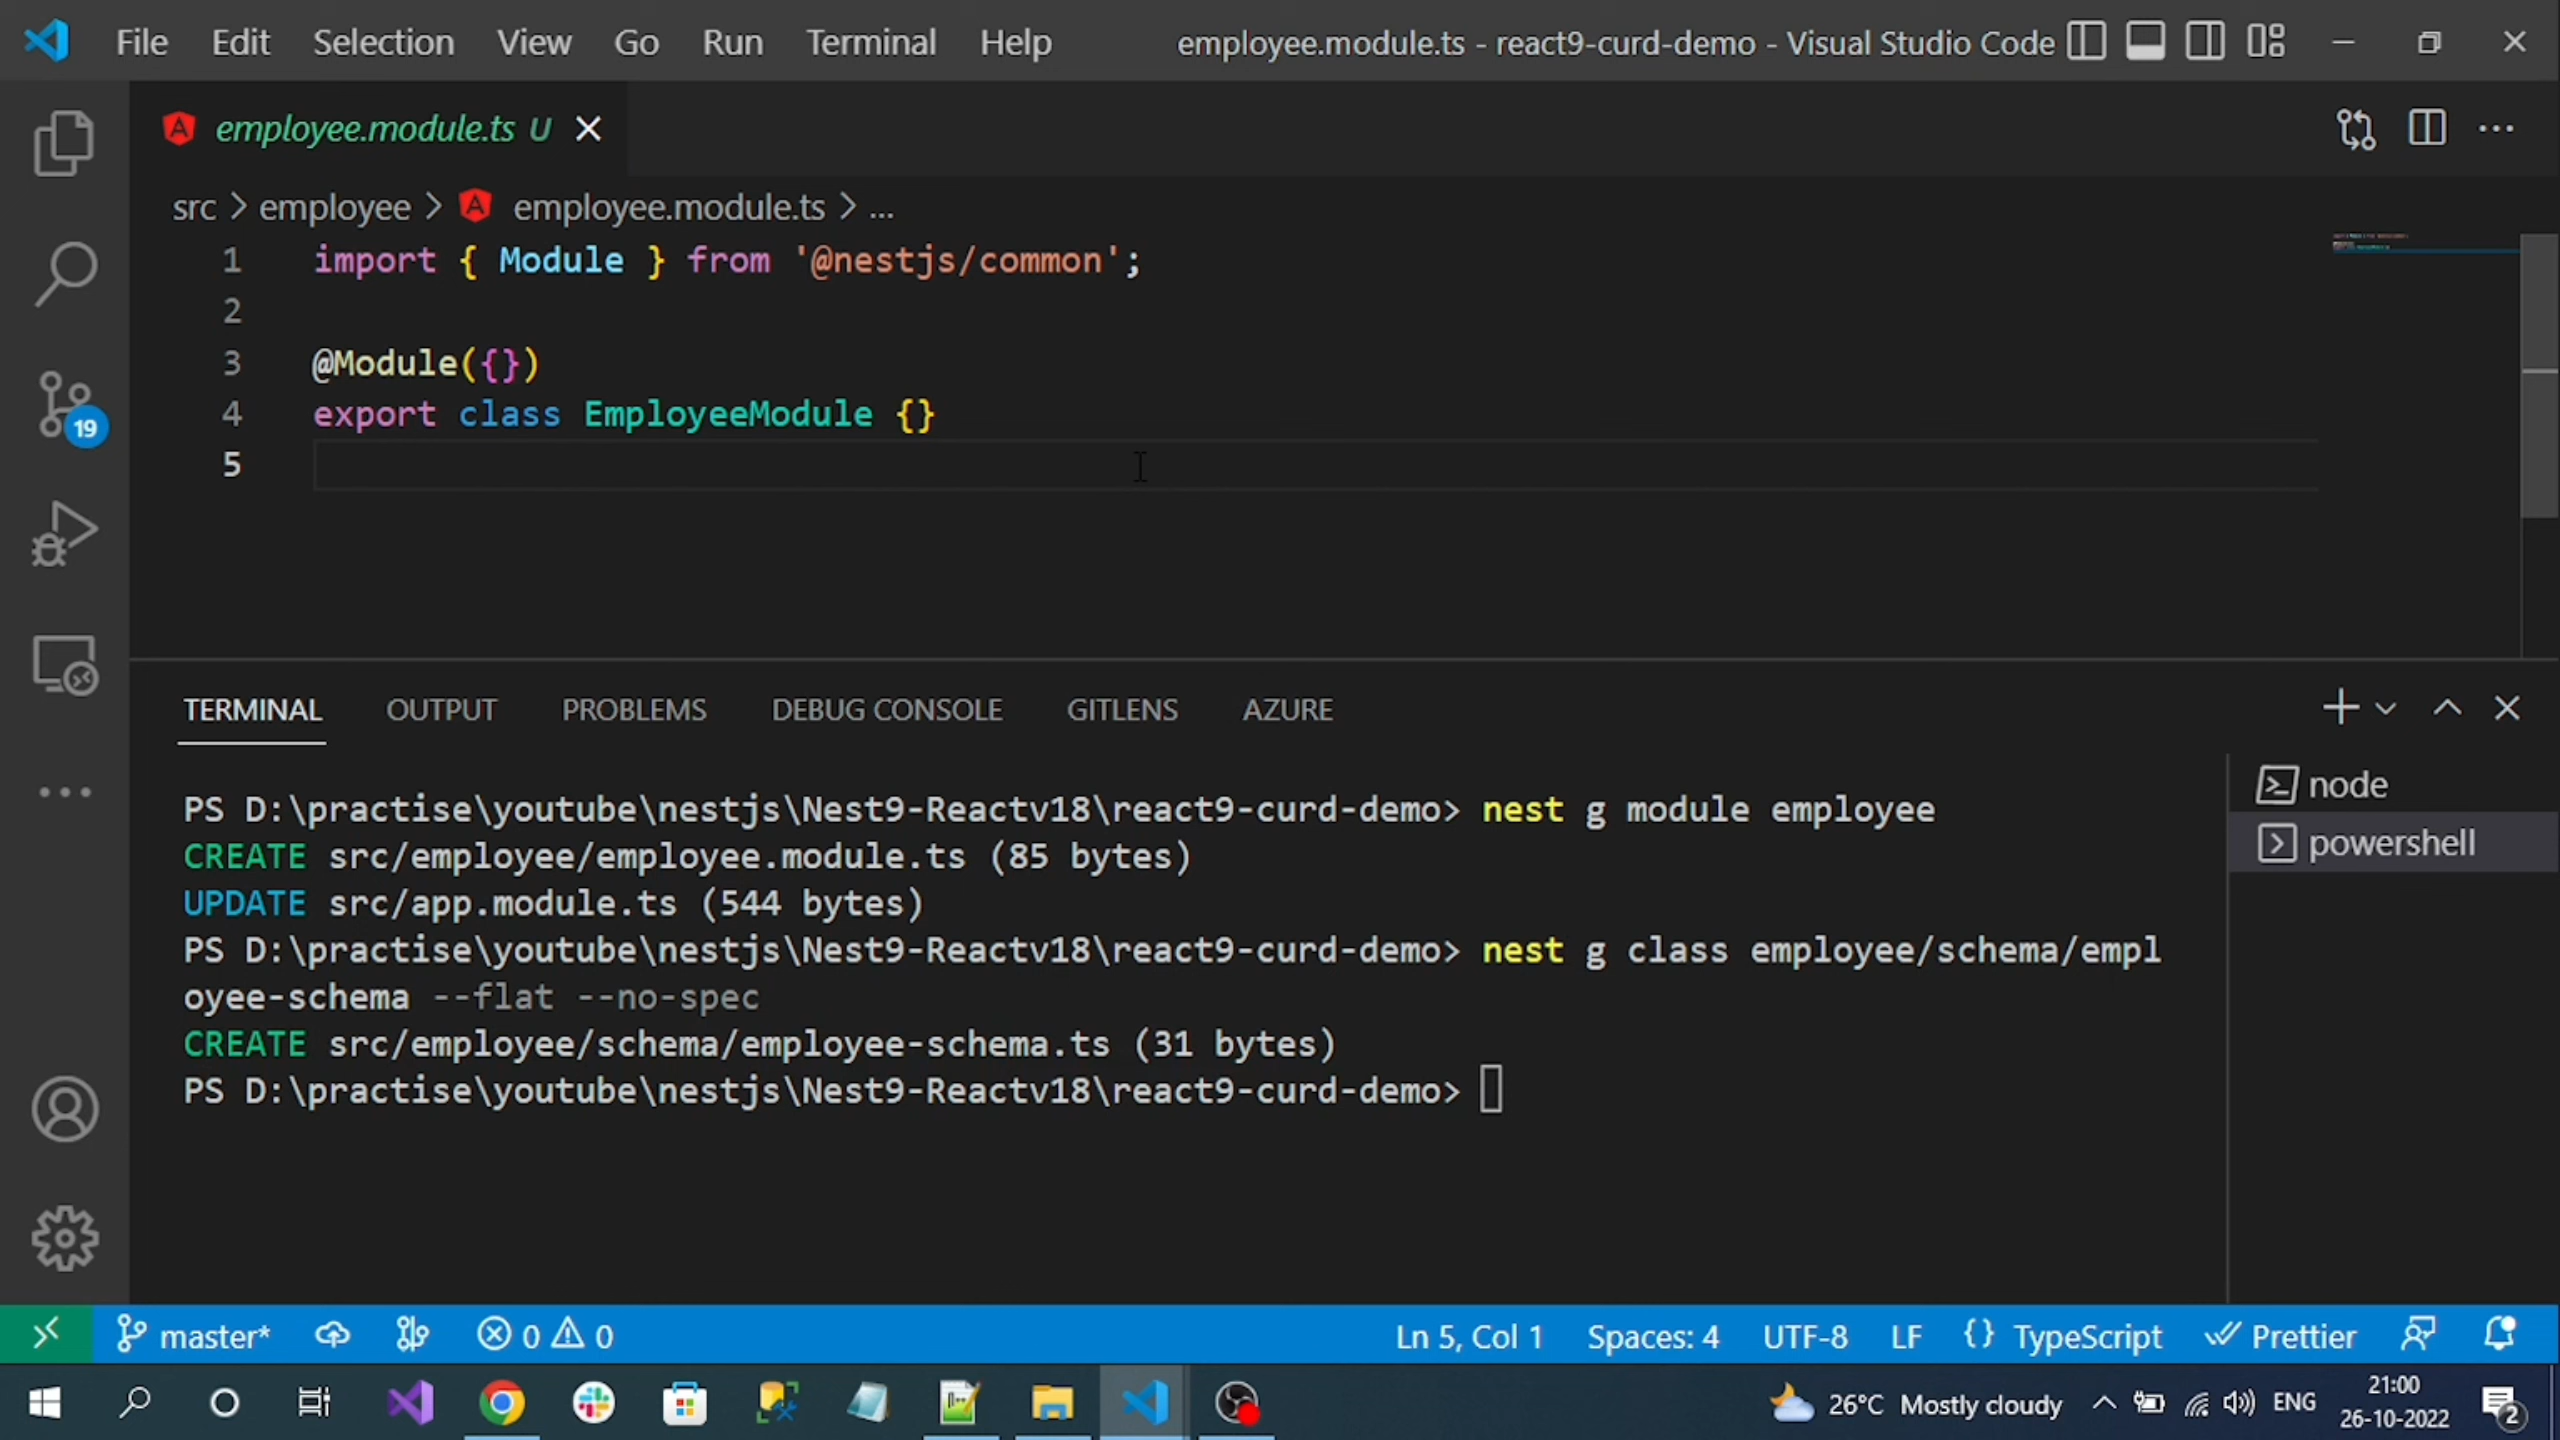 File Edit Selection View Go Run Terminal Help employee.module.ts - react9-curd-demo - Visual Studio Code
employee.module.ts U
src > employee > employee.module.ts > ...
1 import { Module } from '@nestjs/common';
2
3 @Module({})
4 export class EmployeeModule {}
5
19
TERMINAL OUTPUT PROBLEMS DEBUG CONSOLE GITLENS AZURE
node
powershell
PS D:\practise\youtube\nestjs\Nest9-Reactv18\react9-curd-demo> nest g module employee
CREATE src/employee/employee.module.ts (85 bytes)
UPDATE src/app.module.ts (544 bytes)
PS D:\practise\youtube\nestjs\Nest9-Reactv18\react9-curd-demo> nest g class employee/schema/empl
oyee-schema --flat --no-spec
CREATE src/employee/schema/employee-schema.ts (31 bytes)
PS D:\practise\youtube\nestjs\Nest9-Reactv18\react9-curd-demo>
master* 0 0 Ln 5, Col 1 Spaces: 4 UTF-8 LF {} TypeScript Prettier
26°C Mostly cloudy ENG 21:00
26-10-2022 2